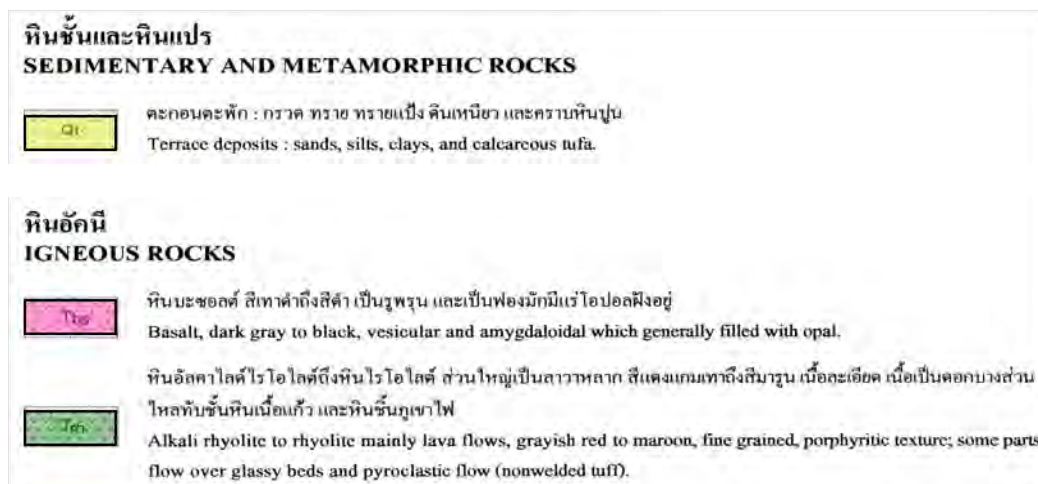 หินชั้นและหินแปร
SEDIMENTARY AND METAMORPHIC ROCKS
Qt
ตะกอนตะพัก : กรวด ทราย ทรายแป้ง ดินเหนียว และคราบหินปูน
Terrace deposits : sands, silts, clays, and calcareous tufa.
หินอัคนี
IGNEOUS ROCKS
หินบะซอลต์ สีเทาดำถึงสีดำ เป็นรูพรุน และเป็นฟองมักมีแร่โอปอลฝังอยู่
Basalt, dark gray to black, vesicular and amygdaloidal which generally filled with opal.
หินอัลคาไลด์ไรโอไลต์ถึงหินไรโอไลต์ ส่วนใหญ่เป็นลาวาหลาก สีแดงแกมเทาถึงสีมารูน เนื้อละเอียด เนื้อเป็นดอกบางส่วน
ไหลทับชั้นหินเนื้อแก้ว และหินชิ้นภูเขาไฟ
Alkali rhyolite to rhyolite mainly lava flows, grayish red to maroon, fine grained, porphyritic texture; some parts
flow over glassy beds and pyroclastic flow (nonwelded tuff).